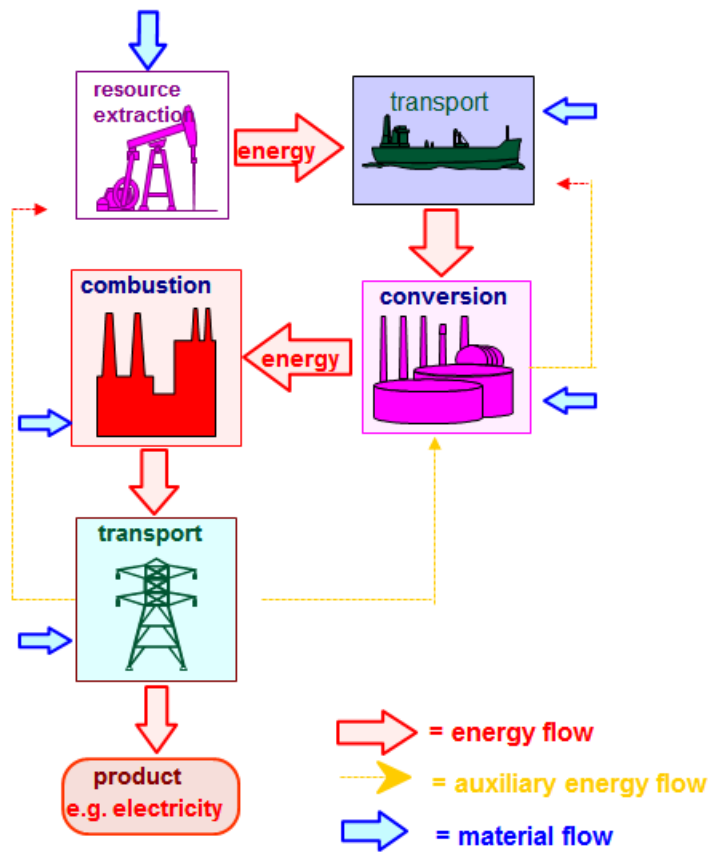 resource
extraction
energy
transport
combustion
energy
conversion
transport
product
e.g. electricity
= energy flow
= auxiliary energy flow
= material flow